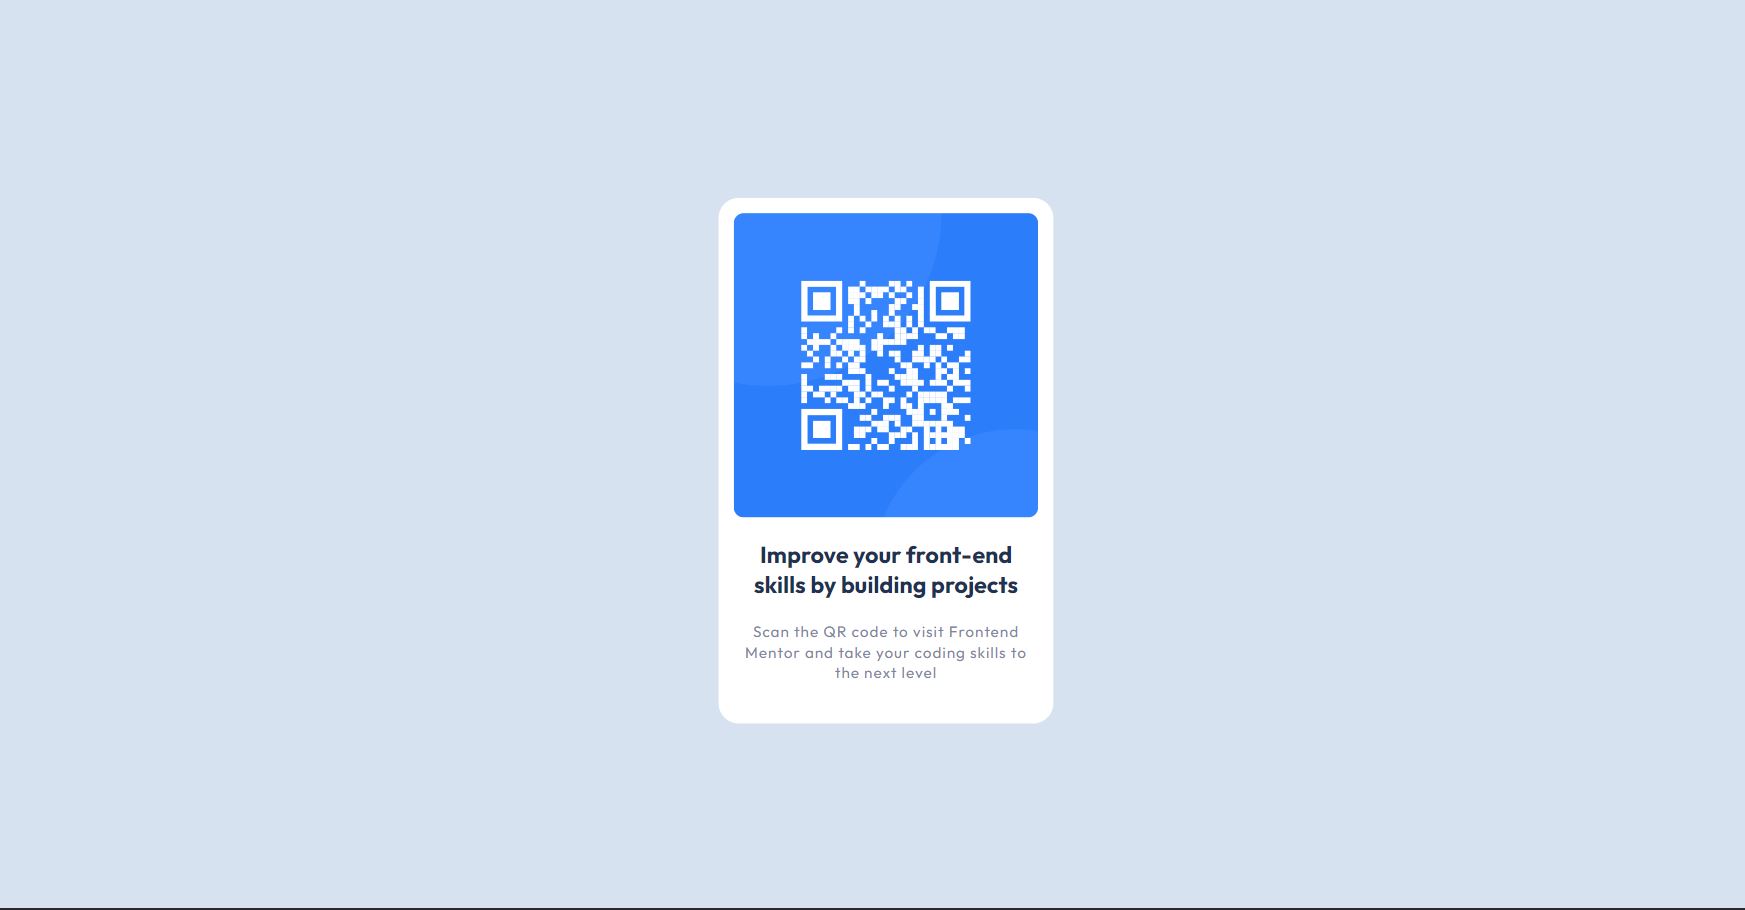 Improve your front-end
skills by building projects
Scan the QR code to visit Frontend
Mentor and take your coding skills to
the next level